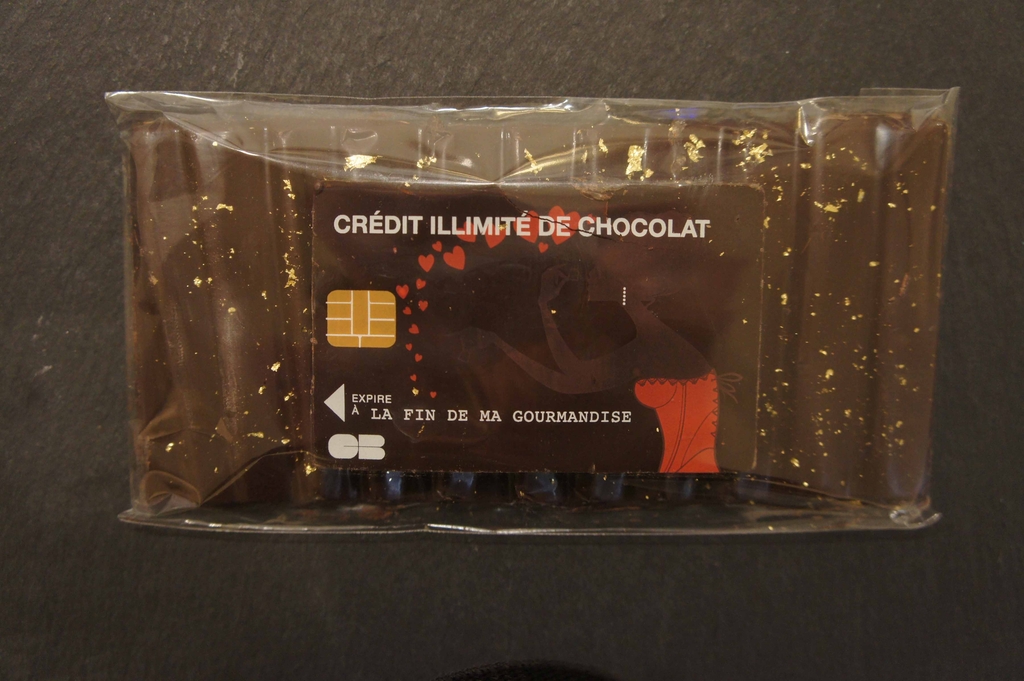 CRÉDIT ILLIMITÉ DE CHOCOLAT
EXPIRE
À LA FIN DE MA GOURMANDISE
CB